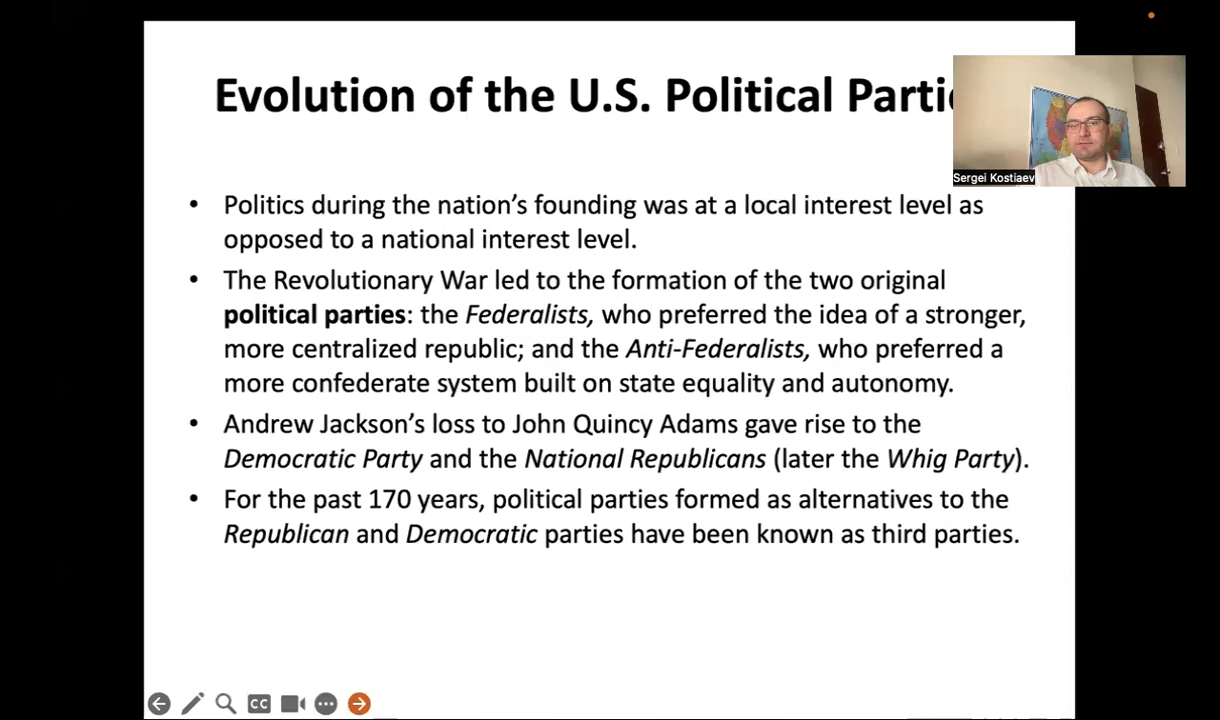 Evolution of the U.S. Political Parti
Sergei Kostiaev
• Politics during the nation’s founding was at a local interest level as
opposed to a national interest level.
• The Revolutionary War led to the formation of the two original
political parties: the Federalists, who preferred the idea of a stronger,
more centralized republic; and the Anti-Federalists, who preferred a
more confederate system built on state equality and autonomy.
• Andrew Jackson’s loss to John Quincy Adams gave rise to the
Democratic Party and the National Republicans (later the Whig Party).
• For the past 170 years, political parties formed as alternatives to the
Republican and Democratic parties have been known as third parties.
CC